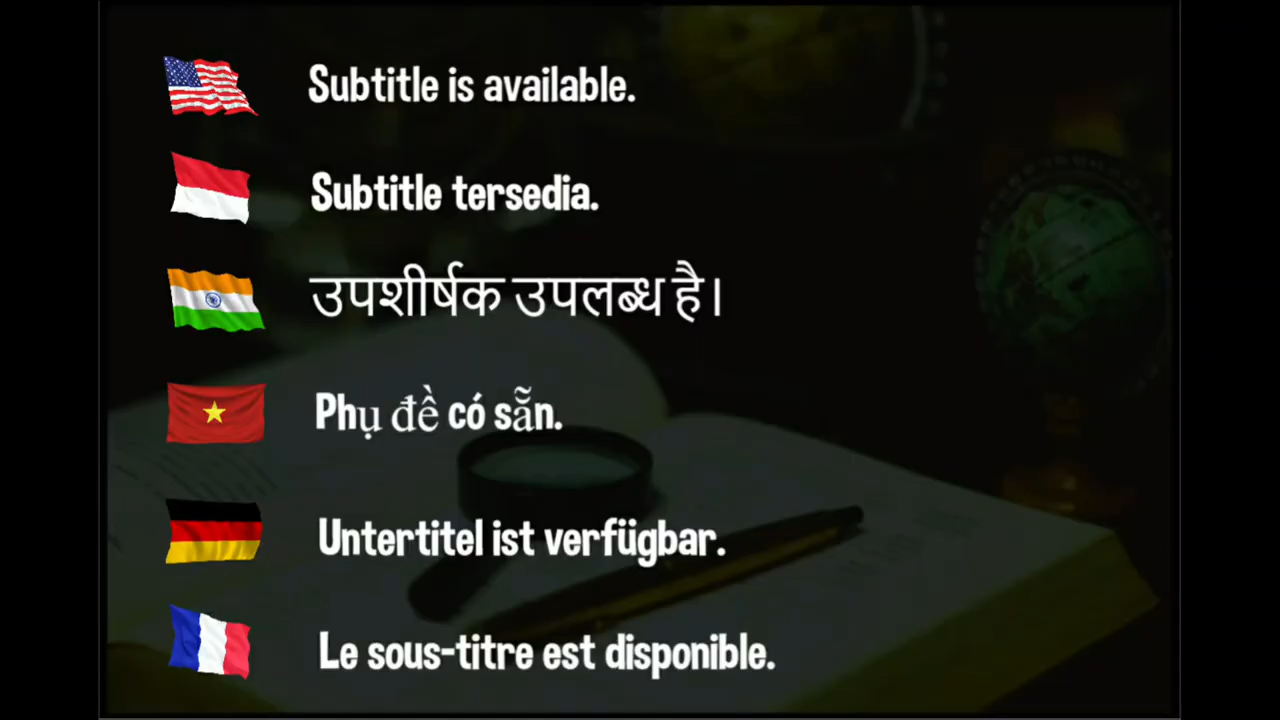 Subtitle is available.
Subtitle tersedia.
उपशीर्षक उपलब्ध है।
Phụ đề có sẵn.
Untertitel ist verfügbar.
Le sous-titre est disponible.